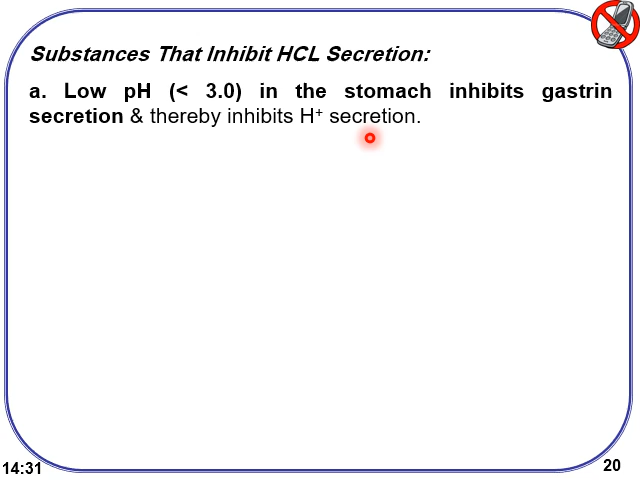 Substances That Inhibit HCL Secretion:
a. Low pH (< 3.0) in the stomach inhibits gastrin
secretion & thereby inhibits H⁺ secretion.
14:31
20